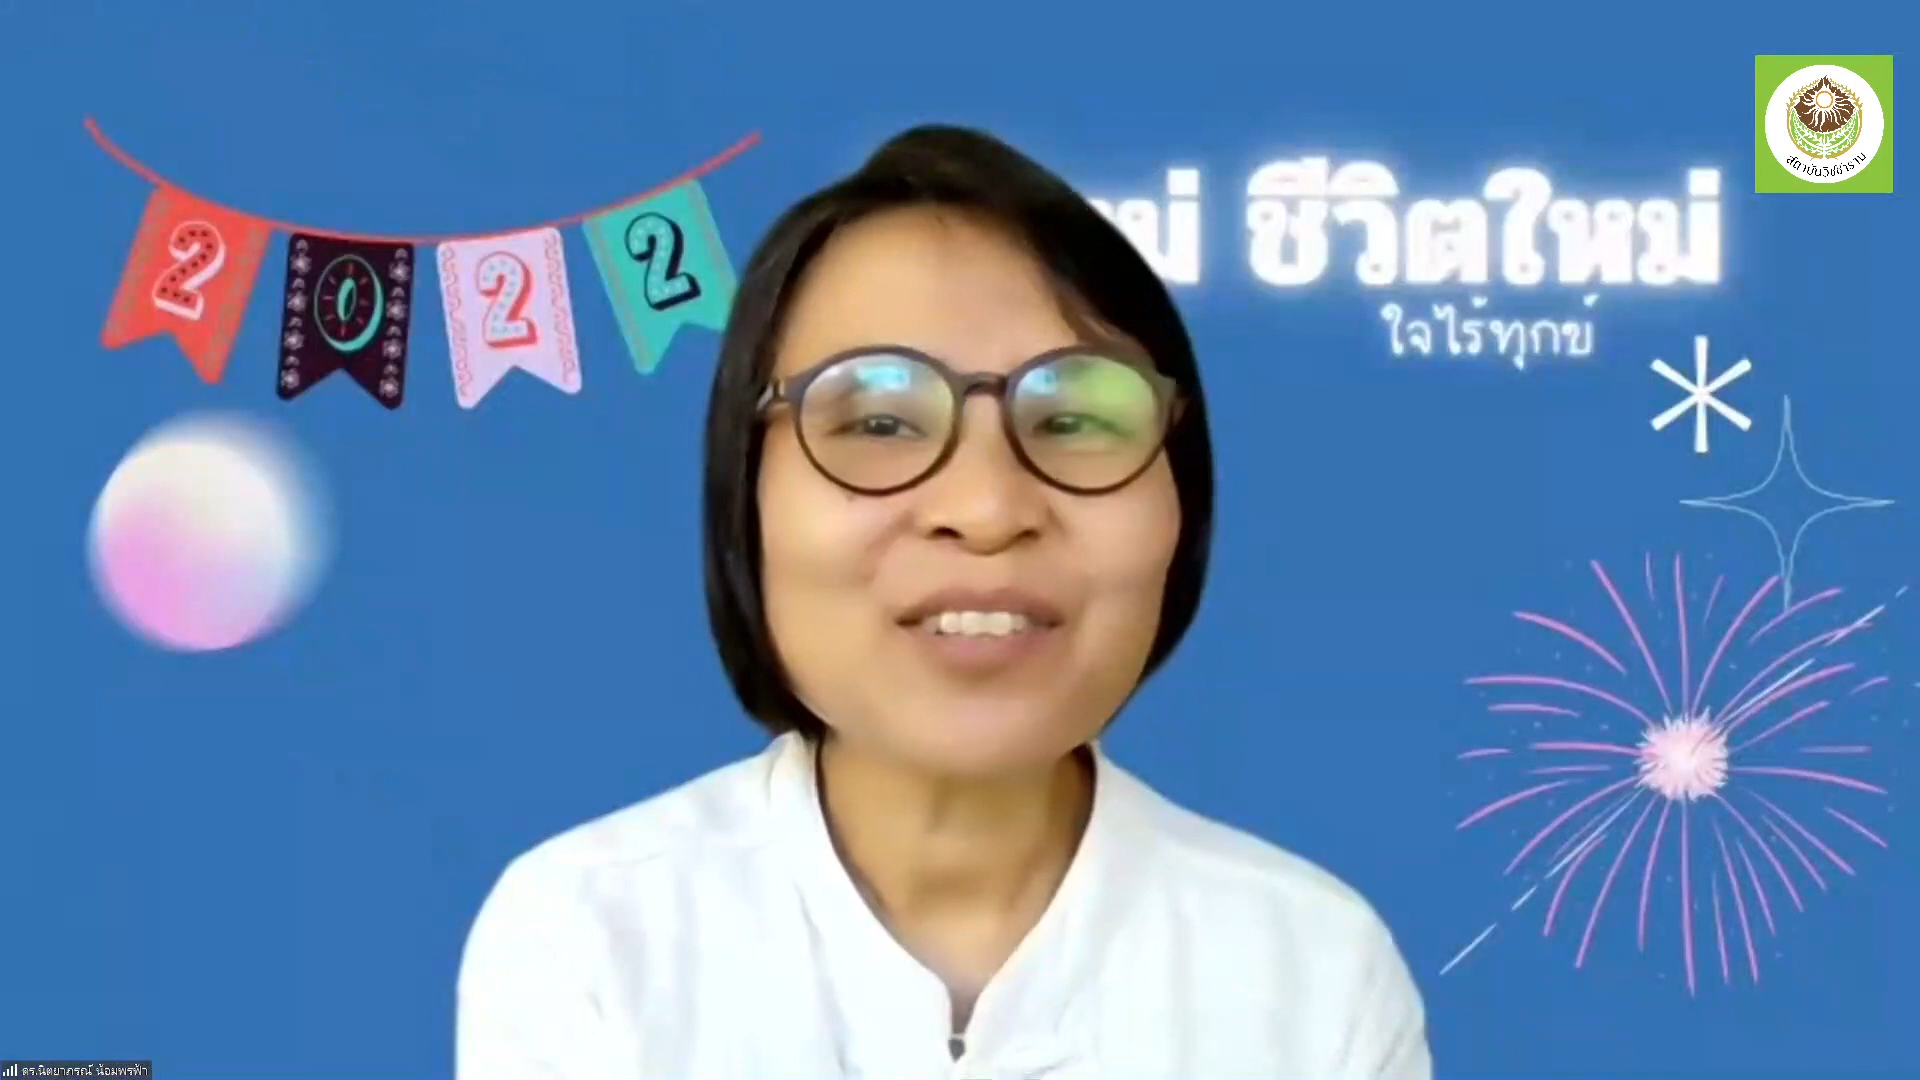 2022
ชีวิตใหม่
ใจไร้ทุกข์
สถาบันวิชชาราม
ดร.นิตยาภรณ์ น้อมพรฟ้า